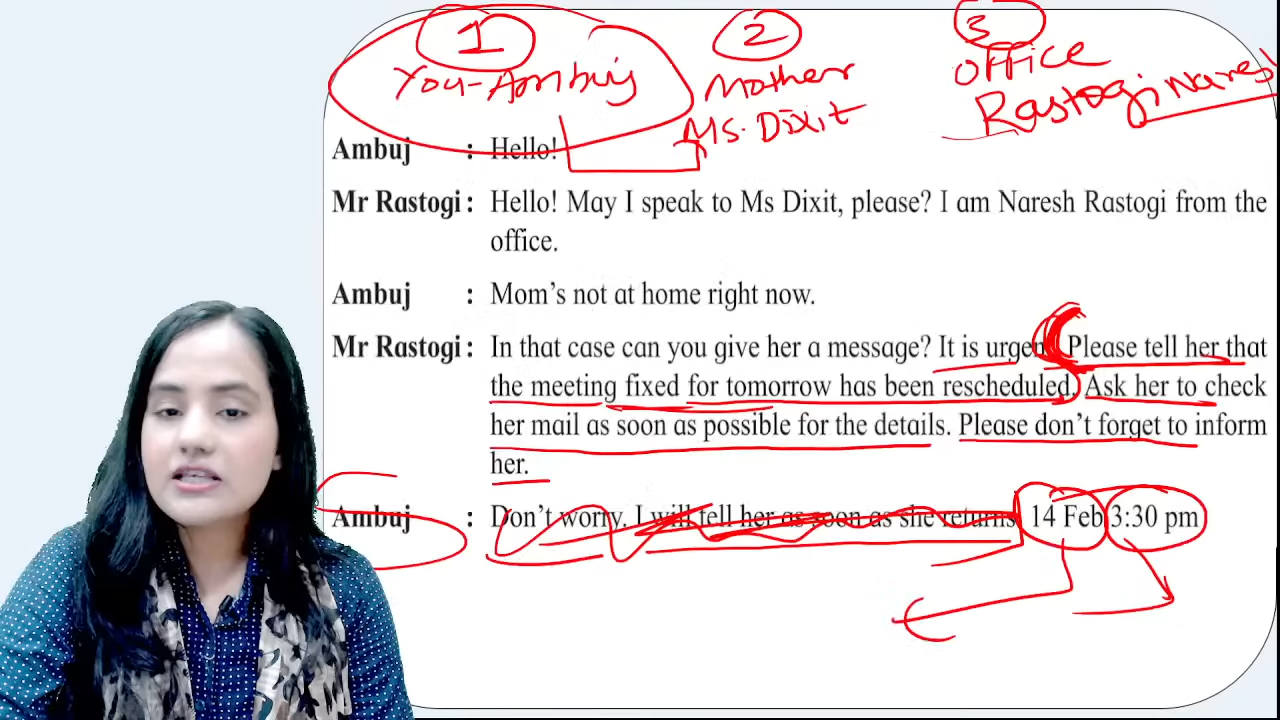 1 2 3
You-Ambuj Mother Office
Ms. Dixit Rastogi Naresh
Ambuj : Hello!
Mr Rastogi : Hello! May I speak to Ms Dixit, please? I am Naresh Rastogi from the
office.
Ambuj : Mom's not at home right now.
Mr Rastogi : In that case can you give her a message? It is urgent. Please tell her that
the meeting fixed for tomorrow has been rescheduled. Ask her to check
her mail as soon as possible for the details. Please don't forget to inform
her.
Ambuj : Don't worry. I will tell her as soon as she returns. 14 Feb 3:30 pm